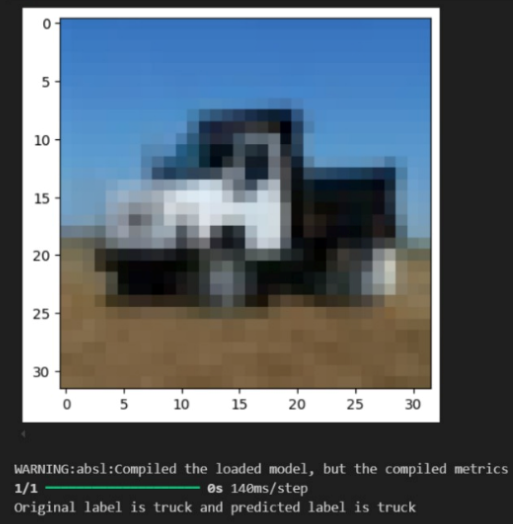 0
5
10
15
20
25
30
0 5 10 15 20 25 30
WARNING:absl:Compiled the loaded model, but the compiled metrics
1/1 0s 140ms/step
Original label is truck and predicted label is truck